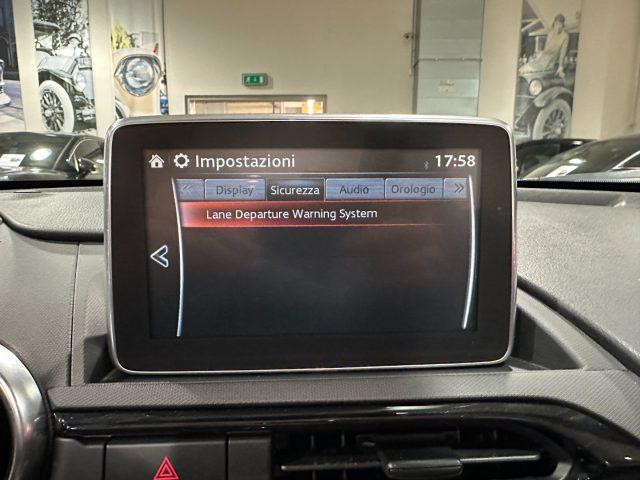 Impostazioni 17:58
Display Sicurezza Audio Orologio
Lane Departure Warning System